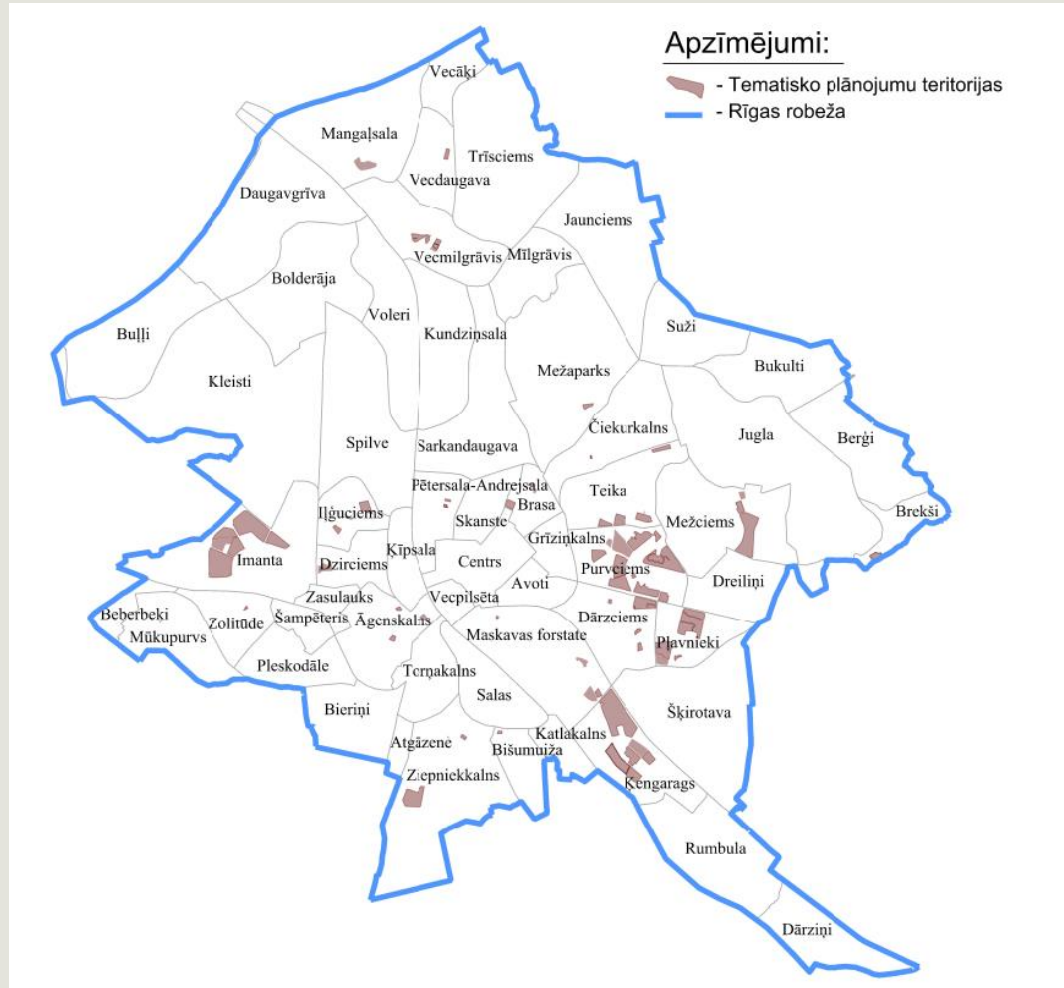 Apzīmējumi:
- Tematisko plānojumu teritorijas
- Rīgas robeža
Vecāķi
Mangaļsala
Trīsciems
Vecdaugava
Daugavgrīva
Jaunciems
Vecmīlgrāvis
Mīlgrāvis
Bolderāja
Voleri
Kundziņsala
Suži
Buļļi
Bukulti
Mežaparks
Kleisti
Čiekurkalns
Jugla
Berģi
Spilve
Sarkandaugava
Pētersala-Andrejsala
Teika
Brasa
Iļģuciems
Skanste
Mežciems
Brekši
Grīziņkalns
Ķīpsala
Imanta
Dzirciems
Centrs
Purvciems
Avoti
Dreiliņi
Zasulauks
Vecpilsēta
Beberbeķi
Zolitūde
Šampēteris
Āgenskalns
Dārzciems
Mūkupurvs
Maskavas forstate
Pļavnieki
Pleskodāle
Torņakalns
Salas
Bieriņi
Šķirotava
Katlakalns
Atgāzene
Bišumuiža
Ziepniekkalns
Ķengarags
Rumbula
Dārziņi